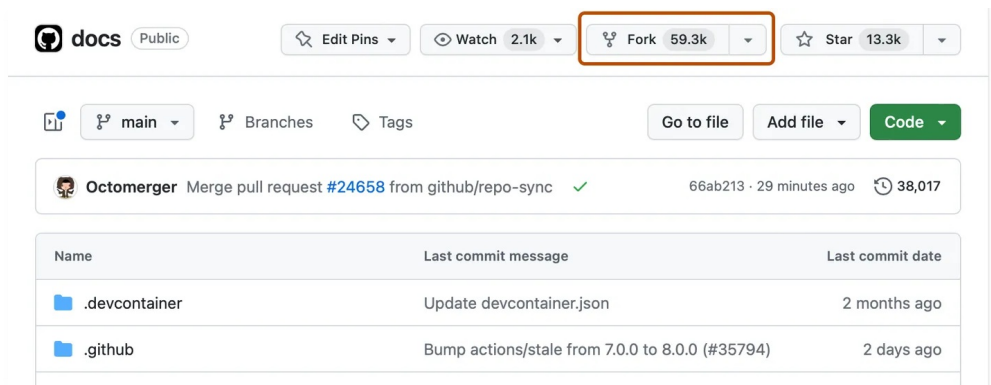 docs Public Edit Pins Watch 2.1k Fork 59.3k Star 13.3k
main Branches Tags Go to file Add file Code
Octomerger Merge pull request #24658 from github/repo-sync 66ab213 · 29 minutes ago 38,017
Name Last commit message Last commit date
.devcontainer Update devcontainer.json 2 months ago
.github Bump actions/stale from 7.0.0 to 8.0.0 (#35794) 2 days ago